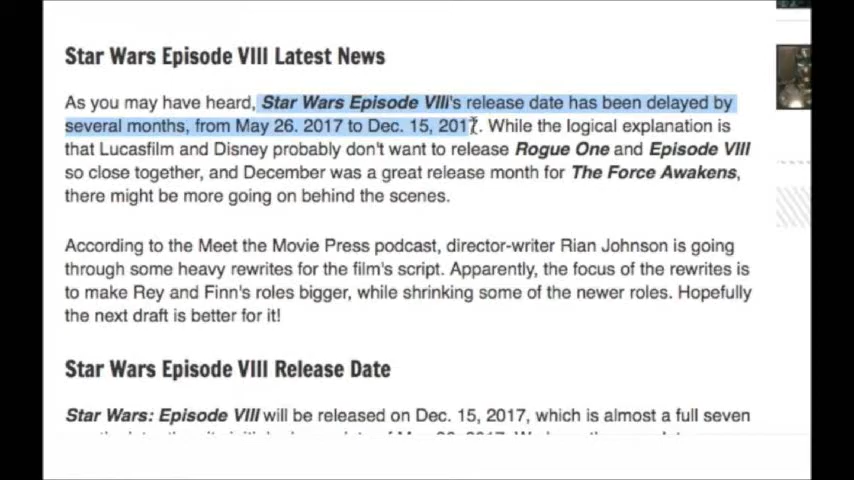 Star Wars Episode VIII Latest News
As you may have heard, Star Wars Episode VIII's release date has been delayed by
several months, from May 26. 2017 to Dec. 15, 2017. While the logical explanation is
that Lucasfilm and Disney probably don't want to release Rogue One and Episode VIII
so close together, and December was a great release month for The Force Awakens,
there might be more going on behind the scenes.
According to the Meet the Movie Press podcast, director-writer Rian Johnson is going
through some heavy rewrites for the film's script. Apparently, the focus of the rewrites is
to make Rey and Finn's roles bigger, while shrinking some of the newer roles. Hopefully
the next draft is better for it!
Star Wars Episode VIII Release Date
Star Wars: Episode VIII will be released on Dec. 15, 2017, which is almost a full seven